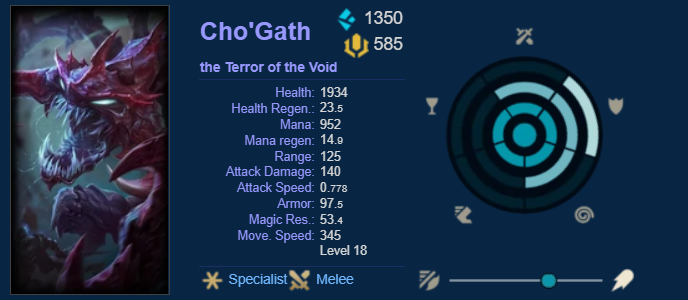 Cho'Gath
1350
585
the Terror of the Void
Health: 1934
Health Regen.: 23.5
Mana: 952
Mana regen: 14.9
Range: 125
Attack Damage: 140
Attack Speed: 0.778
Armor: 97.5
Magic Res.: 53.4
Move. Speed: 345
Level 18
Specialist Melee